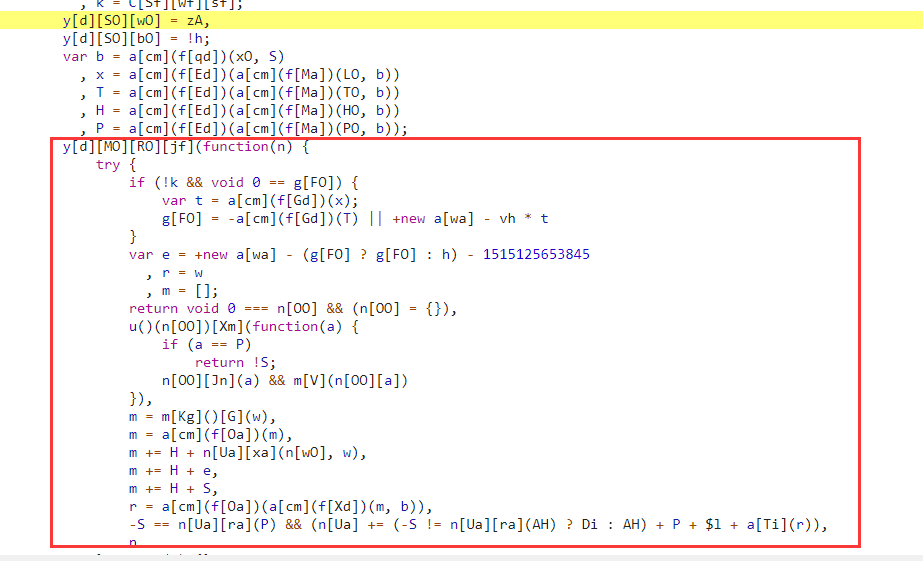 , k = C[Sf][wf][sf];
y[d][SO][wO] = zA,
y[d][SO][bO] = !h;
var b = a[cm](f[qd])(xO, S)
, x = a[cm](f[Ed])(a[cm](f[Ma])(LO, b))
, T = a[cm](f[Ed])(a[cm](f[Ma])(TO, b))
, H = a[cm](f[Ed])(a[cm](f[Ma])(HO, b))
, P = a[cm](f[Ed])(a[cm](f[Ma])(PO, b));
y[d][MO][RO][jf](function(n) {
try {
if (!k && void 0 == g[FO]) {
var t = a[cm](f[Gd])(x);
g[FO] = -a[cm](f[Gd])(T) || +new a[wa] - vh * t
}
var e = +new a[wa] - (g[FO] ? g[FO] : h) - 1515125653845
, r = w
, m = [];
return void 0 === n[OO] && (n[OO] = {}),
u()(n[OO])[Xm](function(a) {
if (a == P)
return !S;
n[OO][Jn](a) && m[V](n[OO][a])
}),
m = m[Kg]()[G](w),
m = a[cm](f[Oa])(m),
m += H + n[Ua][xa](n[wO], w),
m += H + e,
m += H + S,
r = a[cm](f[Oa])(a[cm](f[Xd])(m, b)),
-S == n[Ua][ra](P) && (n[Ua] += (-S != n[Ua][ra](AH) ? Di : AH) + P + $l + a[Ti](r)),
n